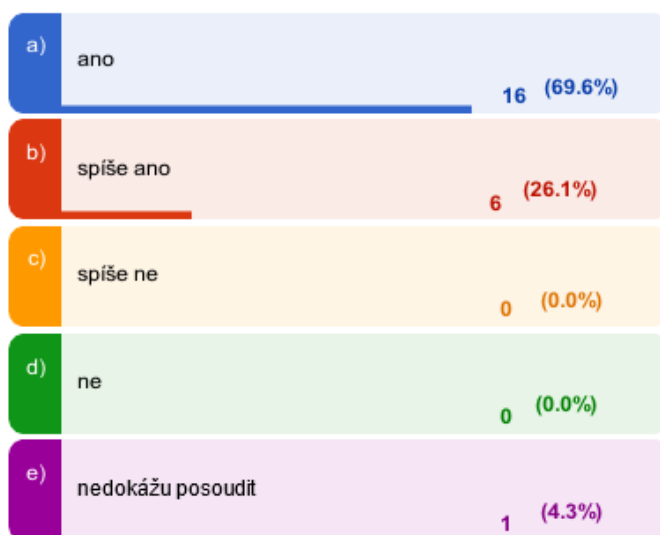 a) ano
16 (69.6%)
b) spíše ano
6 (26.1%)
c) spíše ne
0 (0.0%)
d) ne
0 (0.0%)
e) nedokážu posoudit
1 (4.3%)